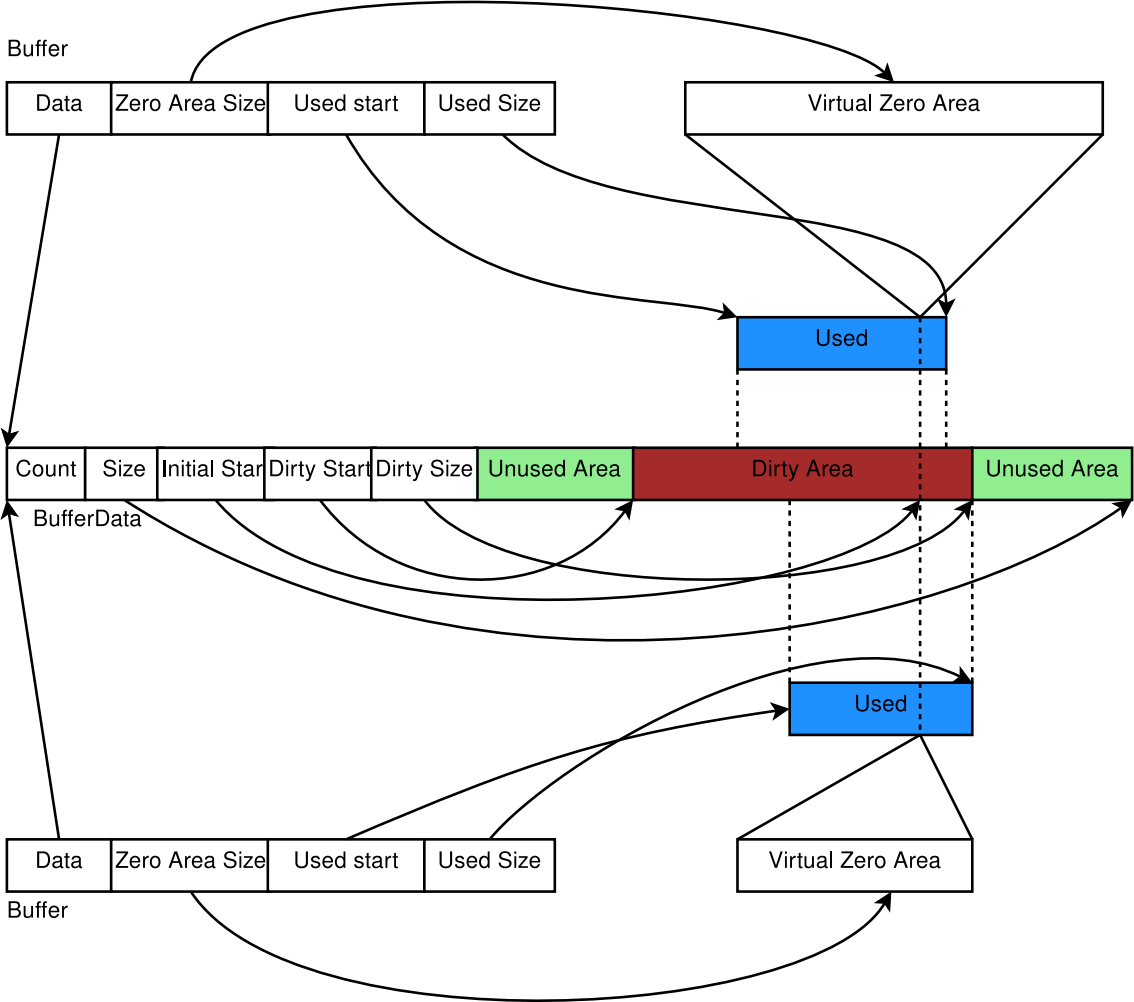 Buffer
Data Zero Area Size Used start Used Size Virtual Zero Area
Used
Count Size Initial Star Dirty Start Dirty Size Unused Area Dirty Area Unused Area
BufferData
Used
Data Zero Area Size Used start Used Size Virtual Zero Area
Buffer